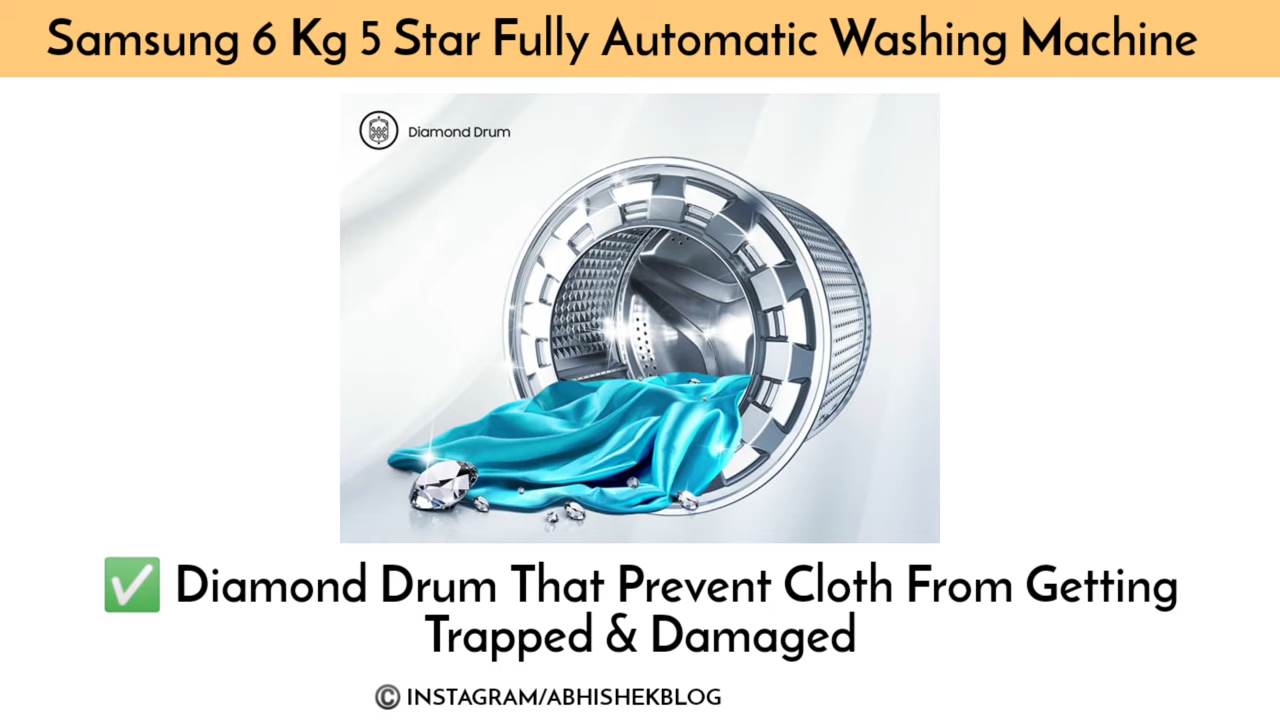 Samsung 6 Kg 5 Star Fully Automatic Washing Machine
Diamond Drum
✅ Diamond Drum That Prevent Cloth From Getting
Trapped & Damaged
© INSTAGRAM/ABHISHEKBLOG